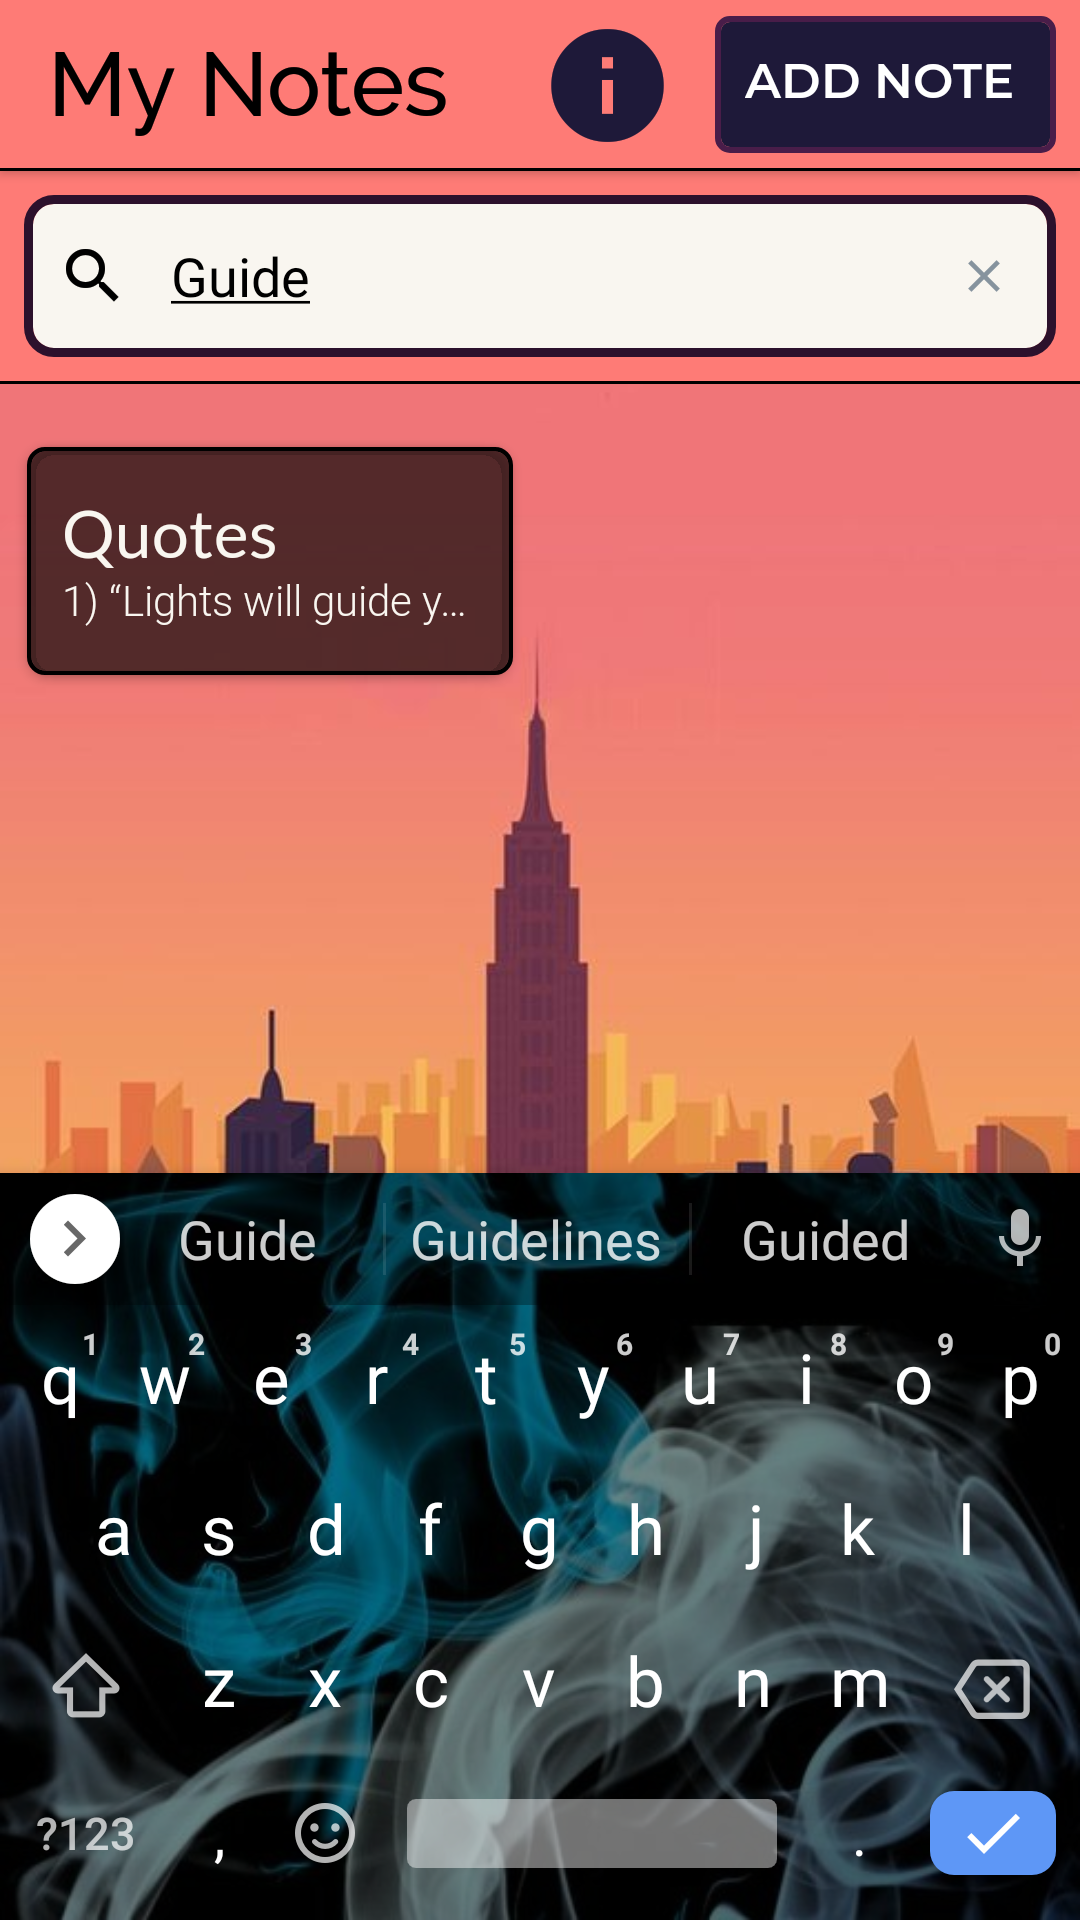 My Notes
ADD NOTE
Guide
Quotes
1) “Lights will guide y...
Guide Guidelines Guided
1 2 3 4 5 6 7 8 9 0
q w e r t y u i o p
a s d f g h j k l
z x c v b n m
?123 , .